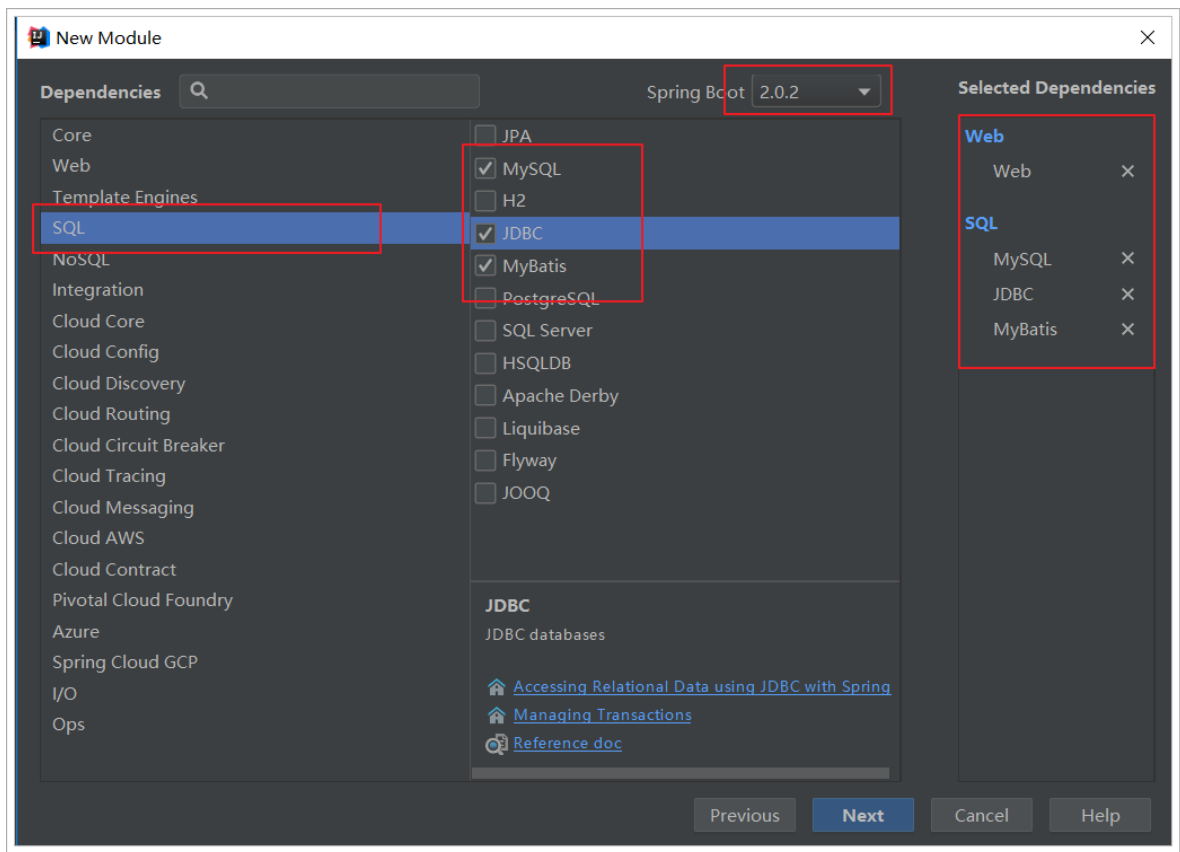 New Module
Dependencies
Spring Boot 2.0.2
Selected Dependencies
Core
Web
Template Engines
SQL
NoSQL
Integration
Cloud Core
Cloud Config
Cloud Discovery
Cloud Routing
Cloud Circuit Breaker
Cloud Tracing
Cloud Messaging
Cloud AWS
Cloud Contract
Pivotal Cloud Foundry
Azure
Spring Cloud GCP
I/O
Ops
JPA
MySQL
H2
JDBC
MyBatis
PostgreSQL
SQL Server
HSQLDB
Apache Derby
Liquibase
Flyway
JOOQ
JDBC
JDBC databases
Accessing Relational Data using JDBC with Spring
Managing Transactions
Reference doc
Web
Web
SQL
MySQL
JDBC
MyBatis
Previous
Next
Cancel
Help